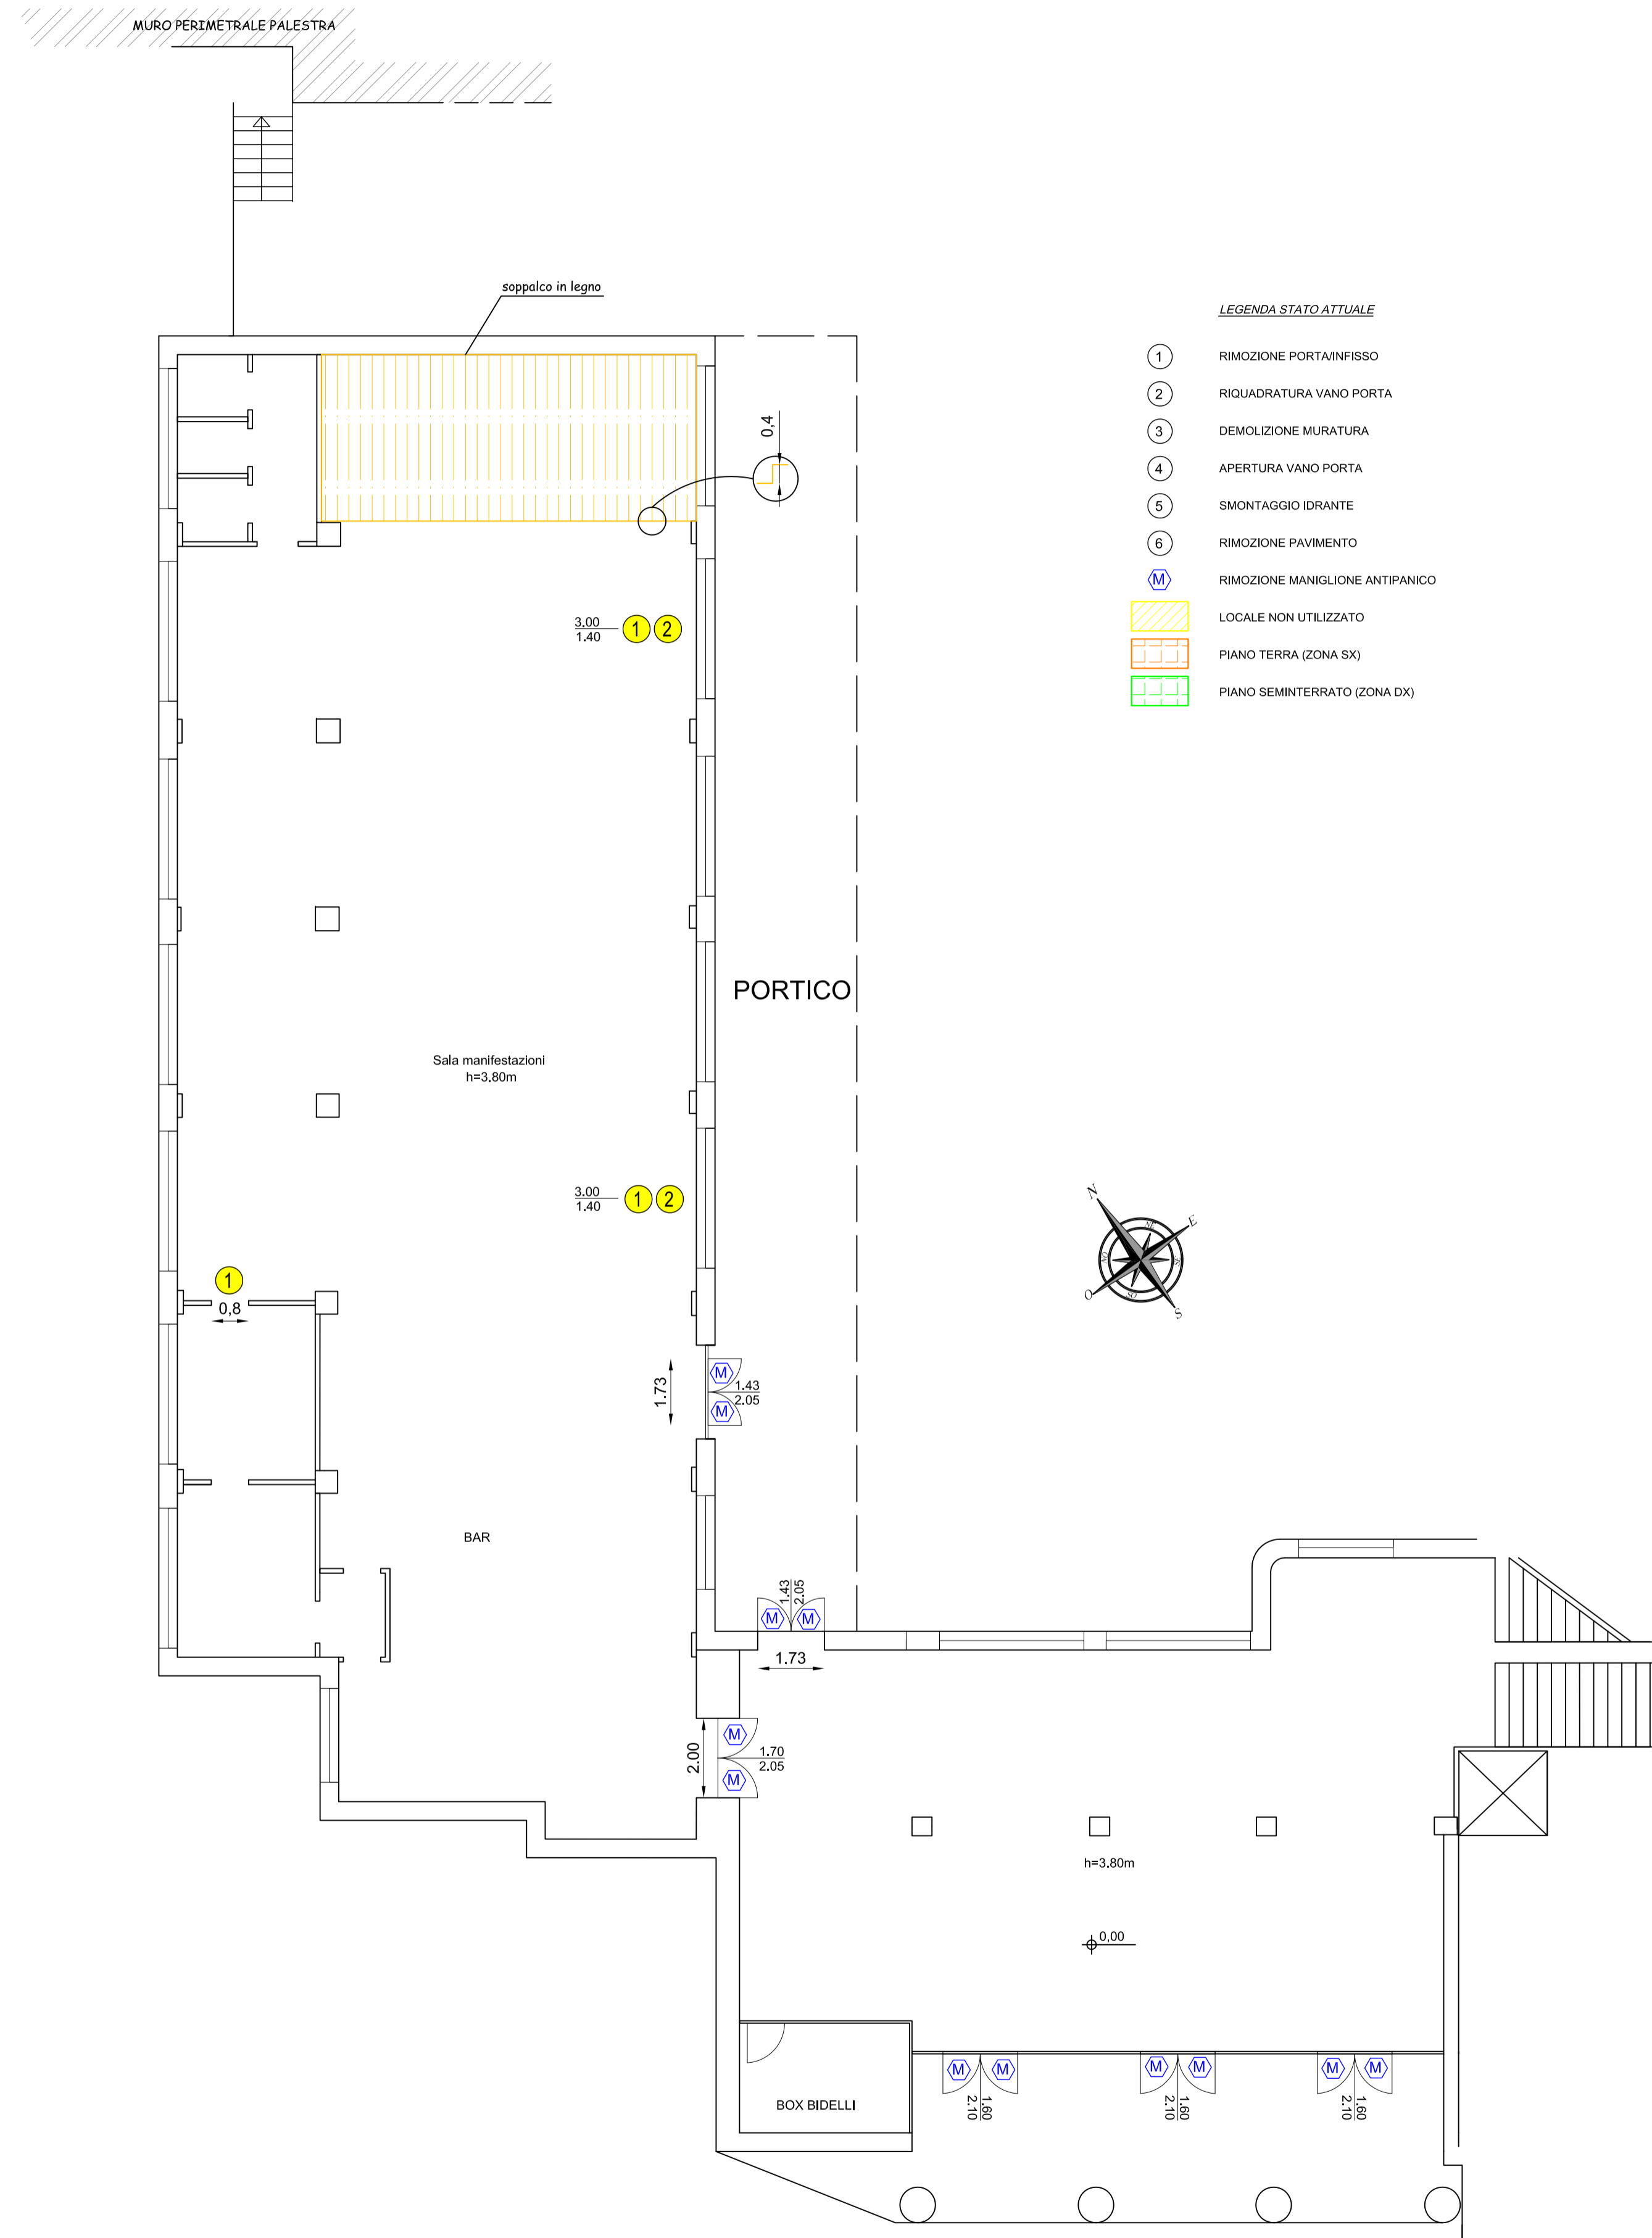 MURO PERIMETRALE PALESTRA
soppalco in legno
LEGENDA STATO ATTUALE
1 RIMOZIONE PORTA/INFISSO
2 RIQUADRATURA VANO PORTA
3 DEMOLIZIONE MURATURA
4 APERTURA VANO PORTA
5 SMONTAGGIO IDRANTE
6 RIMOZIONE PAVIMENTO
M RIMOZIONE MANIGLIONE ANTIPANICO
LOCALE NON UTILIZZATO
PIANO TERRA (ZONA SX)
PIANO SEMINTERRATO (ZONA DX)
0,4
3.00
1.40
1 2
PORTICO
Sala manifestazioni
h=3.80m
3.00
1.40
1 2
N
NE
E
NO
SE
O
SO
S
1
0,8
1.73
M
M
1.43
2.05
BAR
1.43
2.05
M M
1.73
2.00
M
M
1.70
2.05
h=3.80m
0,00
M M
1.60
2.10
M M
1.60
2.10
M M
1.60
2.10
BOX BIDELLI